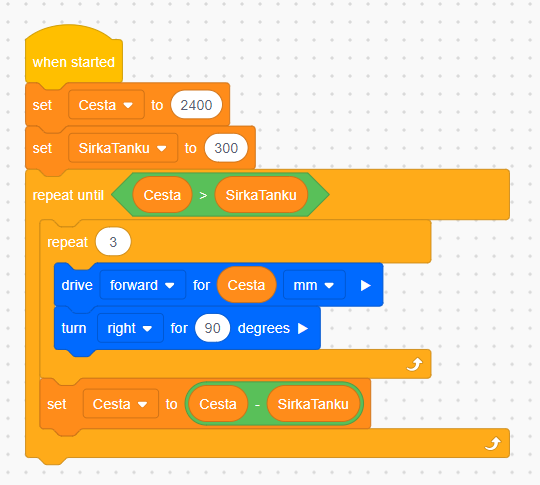 when started
set Cesta to 2400
set SirkaTanku to 300
repeat until Cesta > SirkaTanku
repeat 3
drive forward for Cesta mm
turn right for 90 degrees
set Cesta to Cesta - SirkaTanku